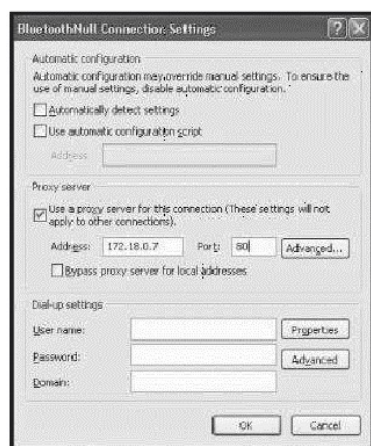 BluetoothNull Connection Settings
Automatic configuration
Automatic configuration may override manual settings. To ensure the
use of manual settings, disable automatic configuration.
Automatically detect settings
Use automatic configuration script
Address
Proxy server
Use a proxy server for this connection (These settings will not
apply to other connections).
Address: 172.18.0.7 Port: 80 Advanced...
Bypass proxy server for local addresses
Dial-up settings
User name: Properties
Password: Advanced
Domain:
OK Cancel